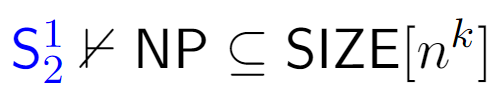 S¹₂ ⊬ NP ⊆ SIZE[nᵏ]